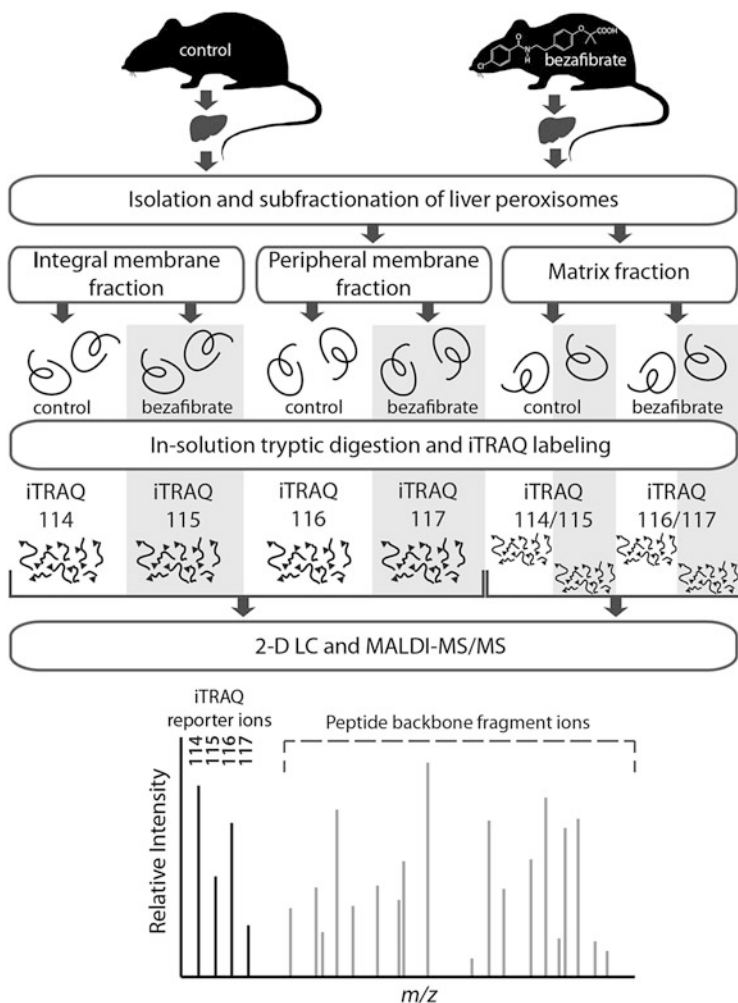 control
bezafibrate
O
N
H
Cl
O
COOH
Isolation and subfractionation of liver peroxisomes
Integral membrane
fraction
Peripheral membrane
fraction
Matrix fraction
control
bezafibrate
control
bezafibrate
control
bezafibrate
In-solution tryptic digestion and iTRAQ labeling
iTRAQ
114
iTRAQ
115
iTRAQ
116
iTRAQ
117
iTRAQ
114/115
iTRAQ
116/117
2-D LC and MALDI-MS/MS
iTRAQ
reporter ions
114
115
116
117
Peptide backbone fragment ions
Relative Intensity
m/z